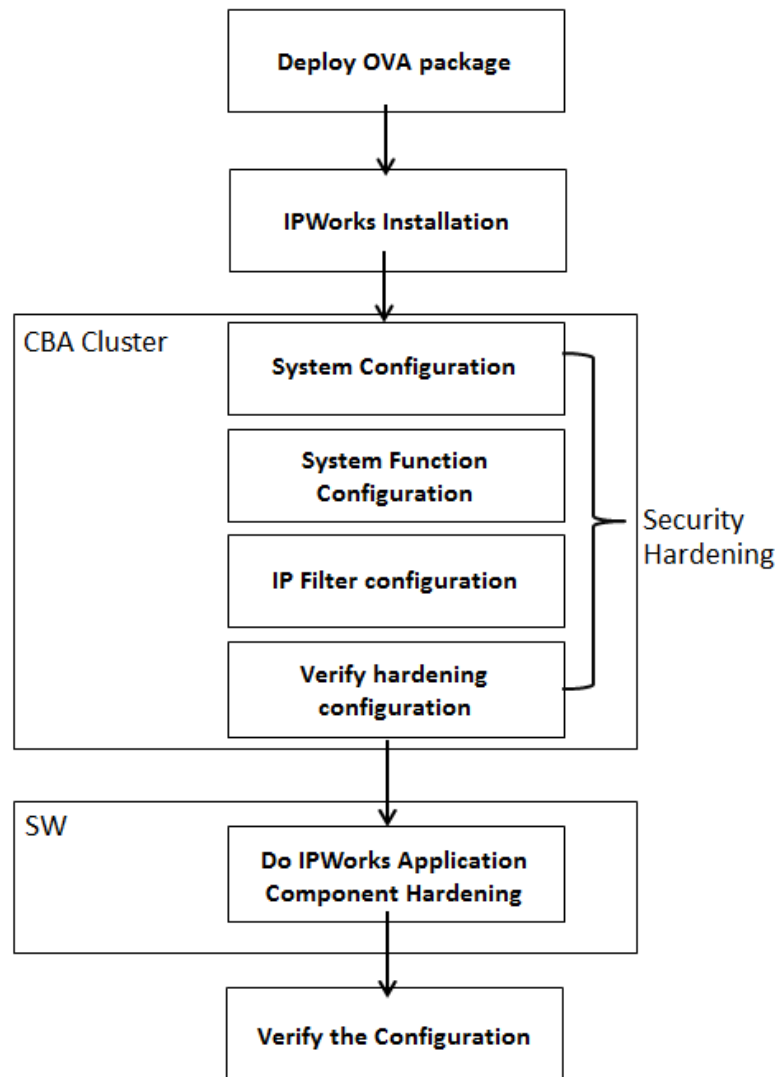 Deploy OVA package
IPWorks Installation
CBA Cluster
System Configuration
System Function
Configuration
IP Filter configuration
Verify hardening
configuration
Security
Hardening
SW
Do IPWorks Application
Component Hardening
Verify the Configuration